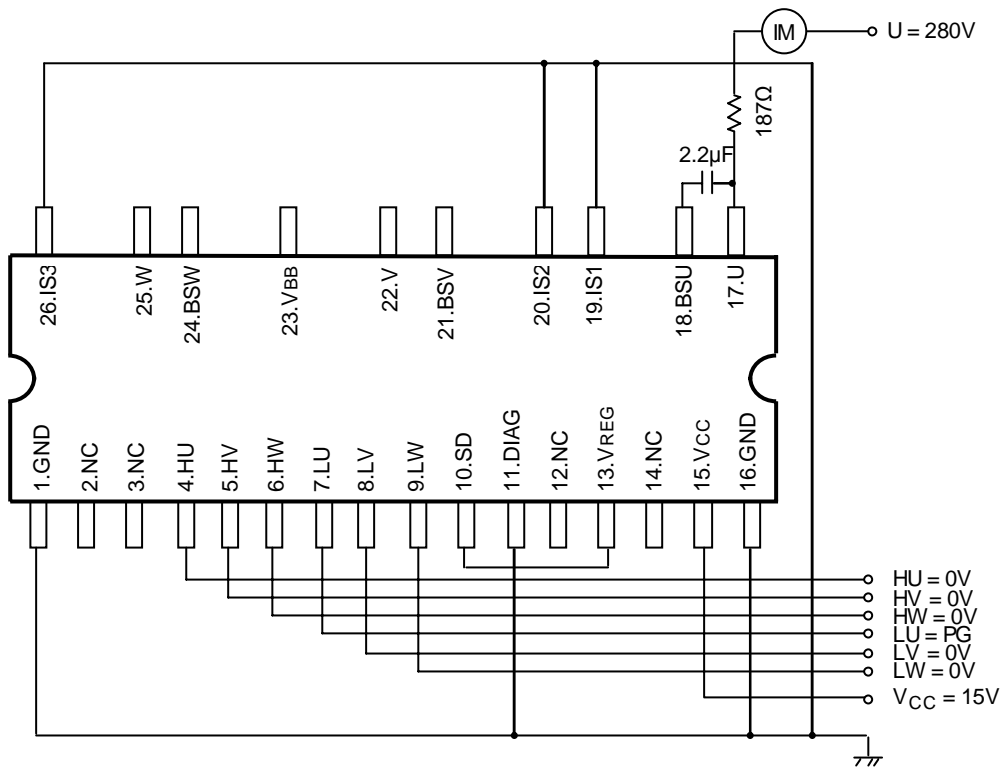 IM
U = 280V
187Ω
2.2μF
26.IS3
25.W
24.BSW
23.VBB
22.V
21.BSV
20.IS2
19.IS1
18.BSU
17.U
1.GND
2.NC
3.NC
4.HU
5.HV
6.HW
7.LU
8.LV
9.LW
10.SD
11.DIAG
12.NC
13.VREG
14.NC
15.VCC
16.GND
HU = 0V
HV = 0V
HW = 0V
LU = PG
LV = 0V
LW = 0V
VCC = 15V